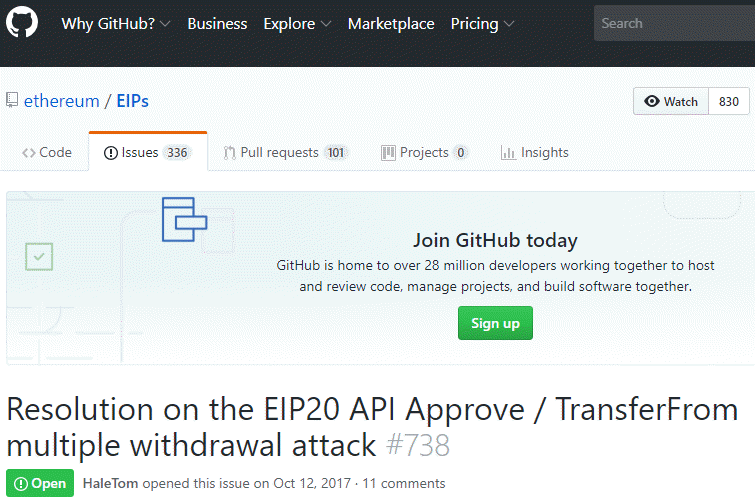 Why GitHub? Business Explore Marketplace Pricing Search
ethereum / EIPs Watch 830
Code Issues 336 Pull requests 101 Projects 0 Insights
Join GitHub today
GitHub is home to over 28 million developers working together to host
and review code, manage projects, and build software together.
Sign up
Resolution on the EIP20 API Approve / TransferFrom
multiple withdrawal attack #738
Open HaleTom opened this issue on Oct 12, 2017 · 11 comments